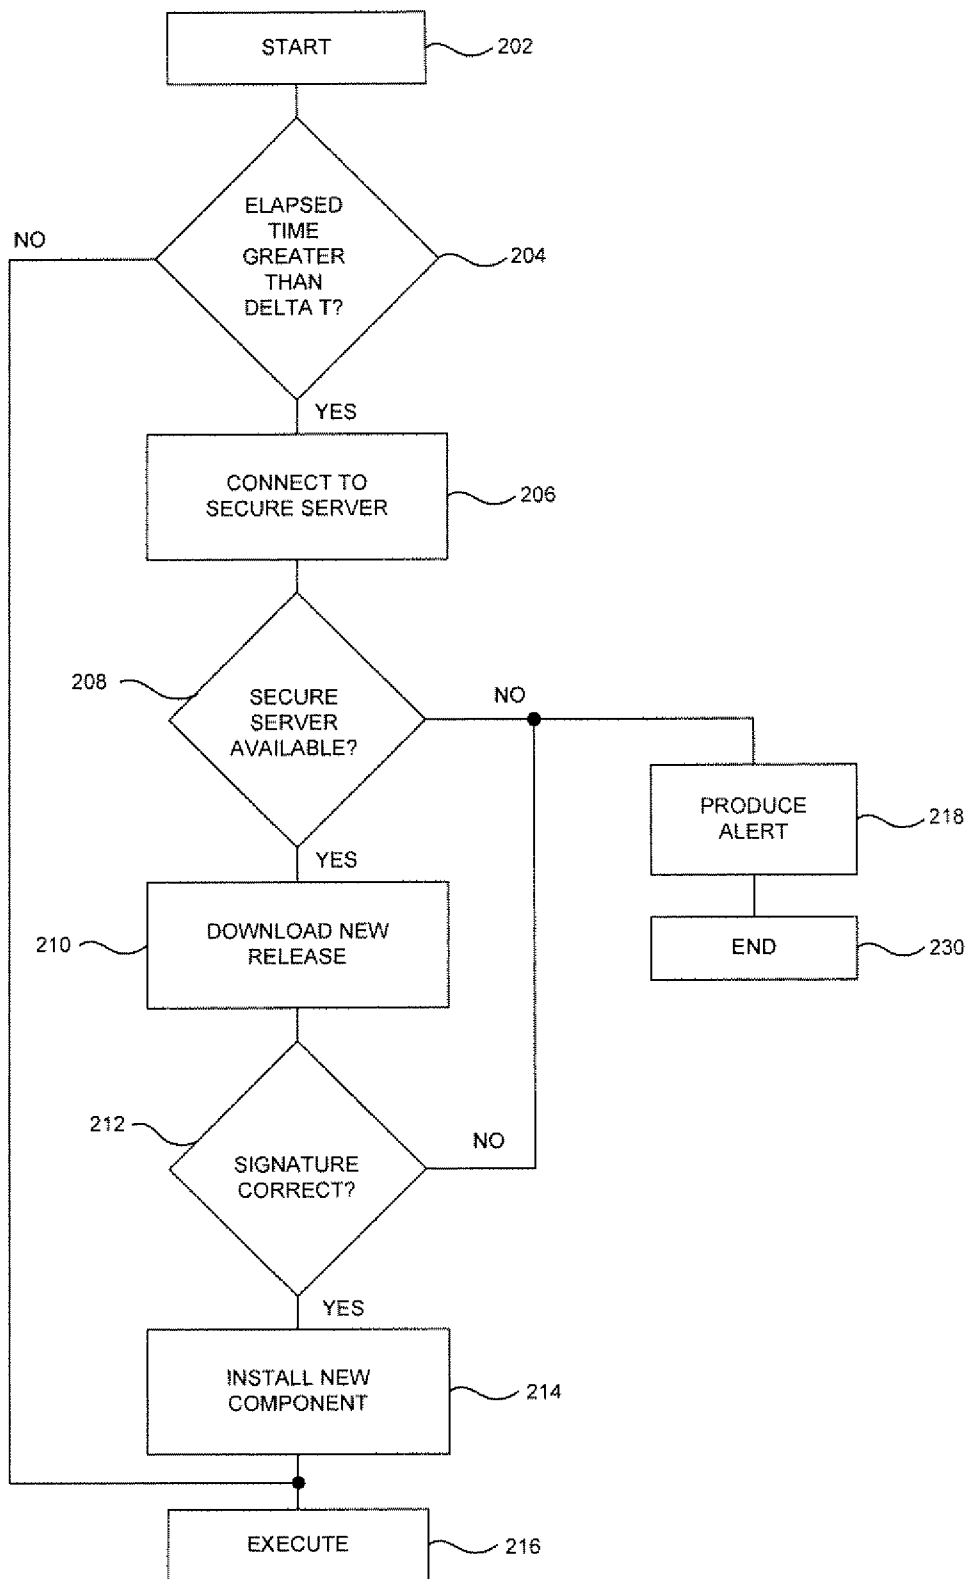 START
202
ELAPSED
TIME
GREATER
THAN
DELTA T?
NO
204
YES
CONNECT TO
SECURE SERVER
206
208
SECURE
SERVER
AVAILABLE?
NO
YES
PRODUCE
ALERT
218
210
DOWNLOAD NEW
RELEASE
END
230
212
SIGNATURE
CORRECT?
NO
YES
INSTALL NEW
COMPONENT
214
EXECUTE
216